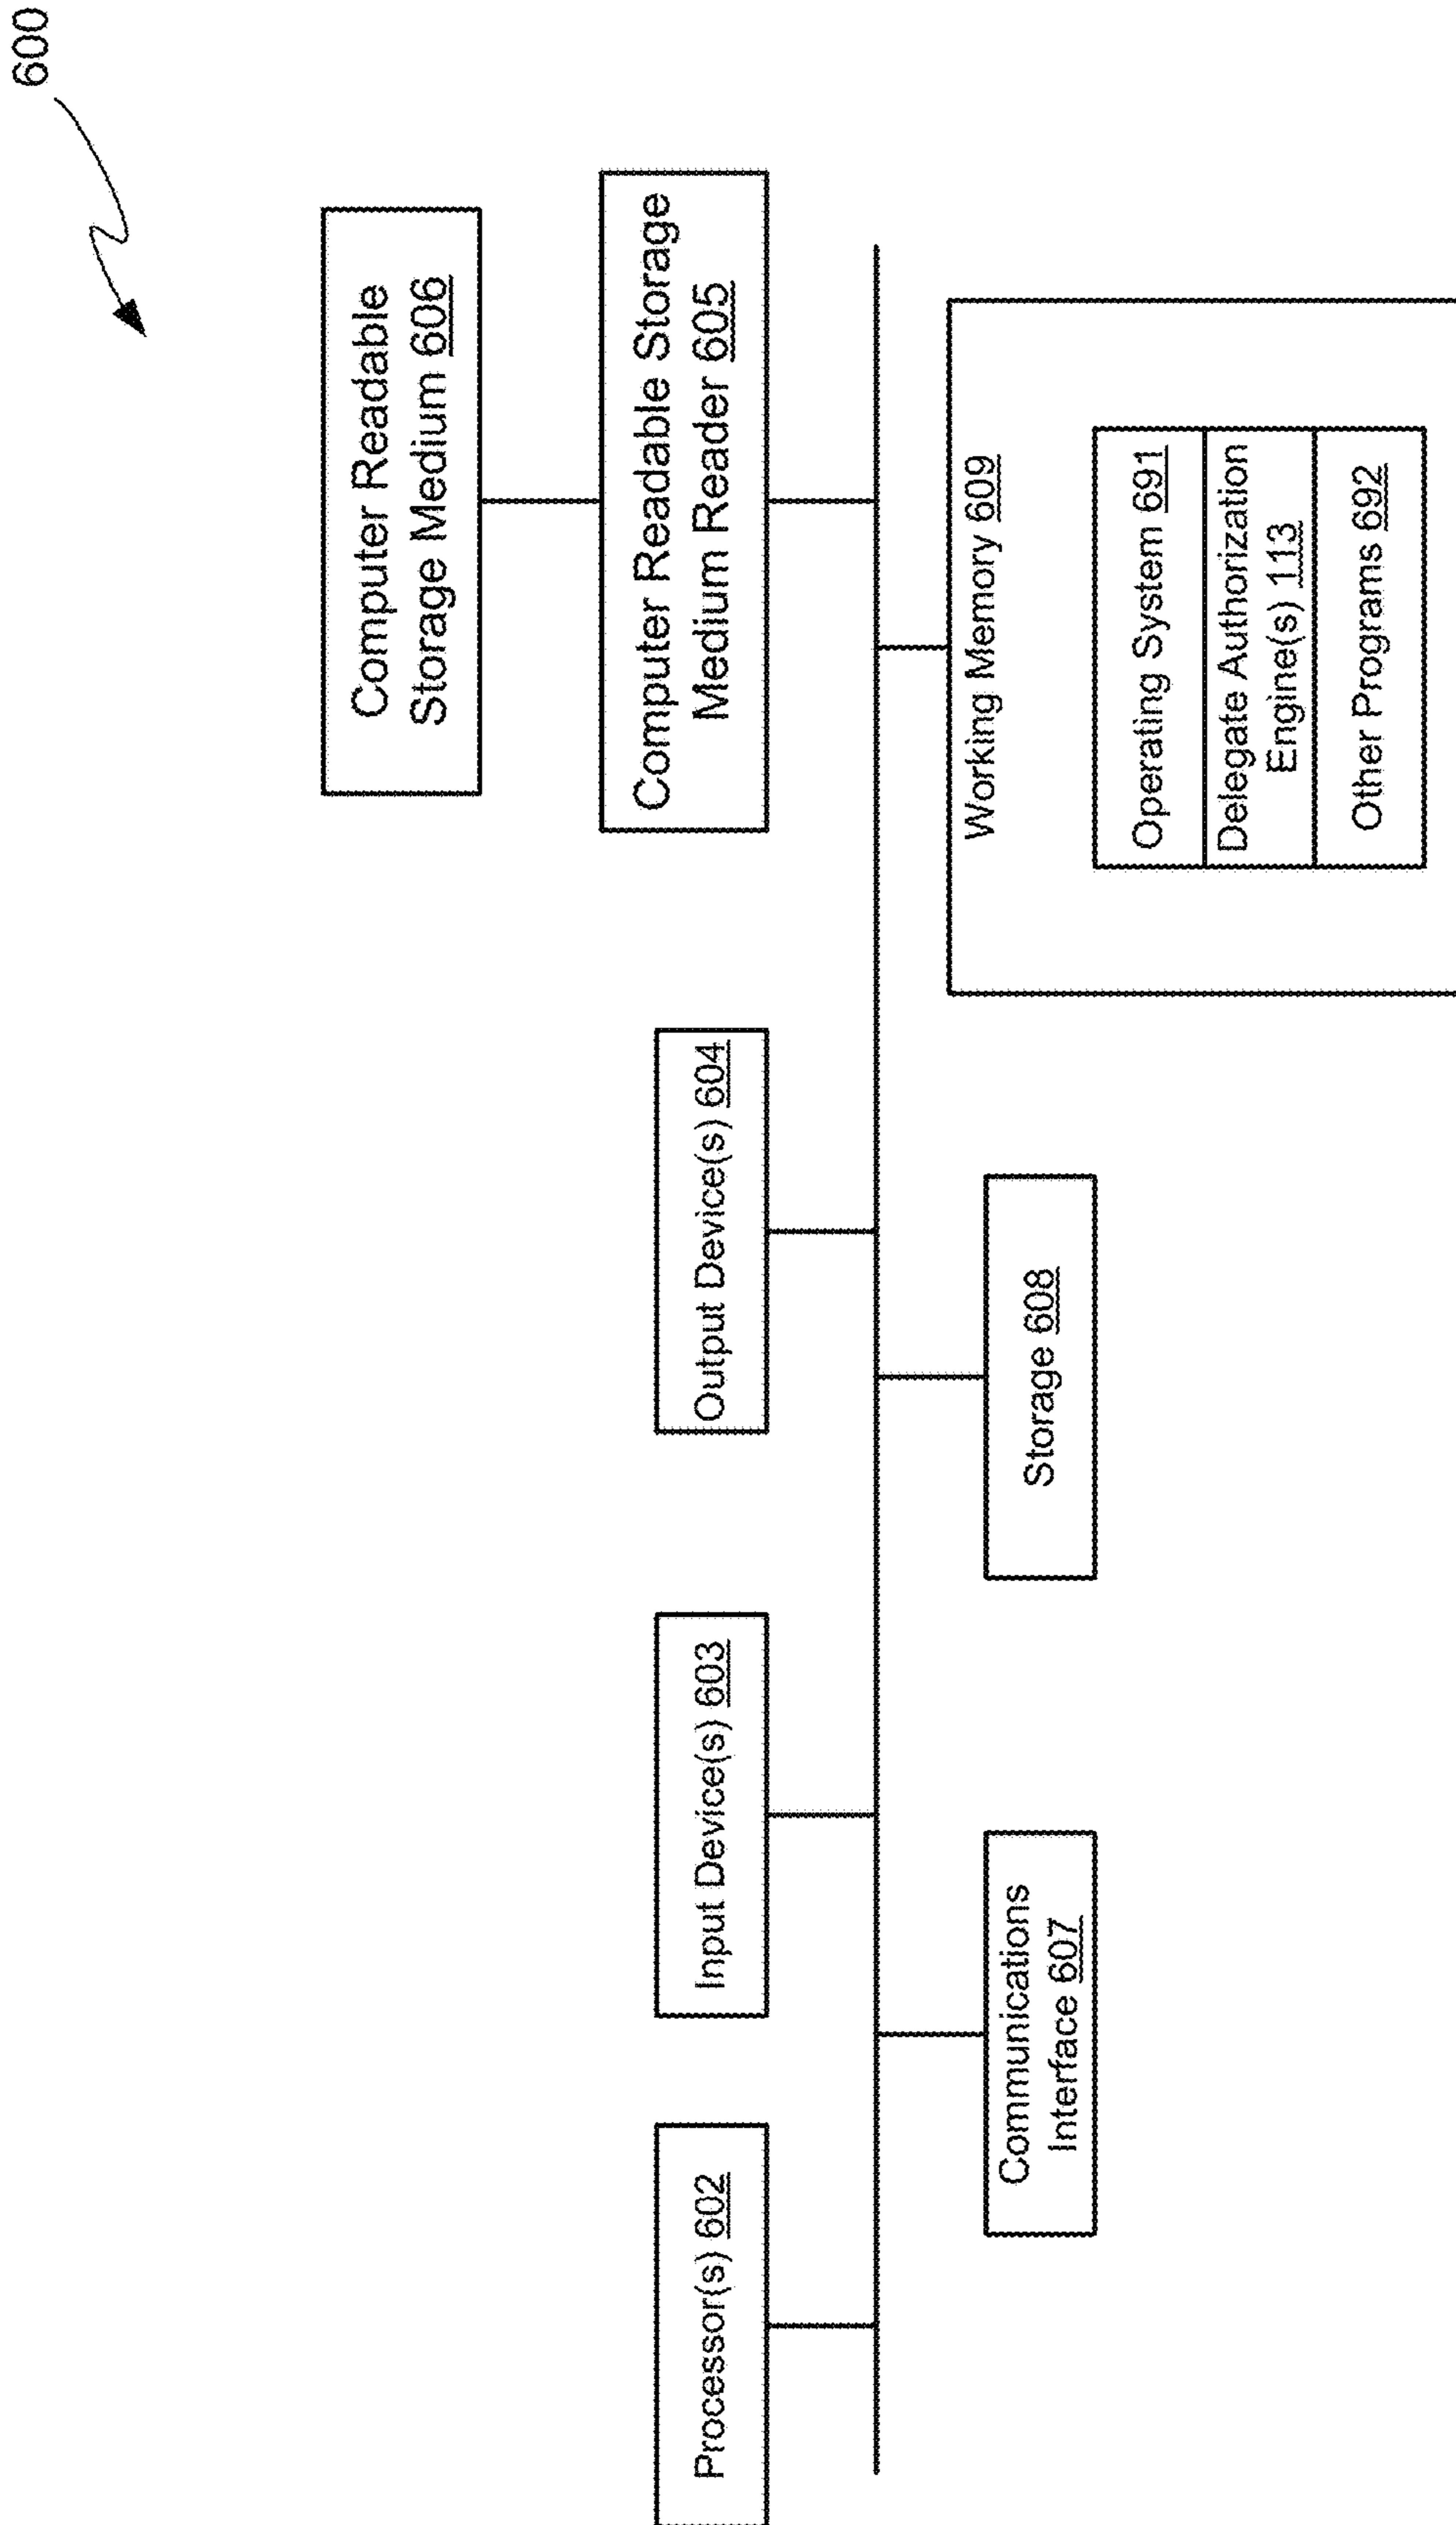 600
Computer Readable
Storage Medium 606
Processor(s) 602
Input Device(s) 603
Output Device(s) 604
Computer Readable Storage
Medium Reader 605
Communications
Interface 607
Storage 608
Working Memory 609
Operating System 691
Delegate Authorization
Engine(s) 113
Other Programs 692